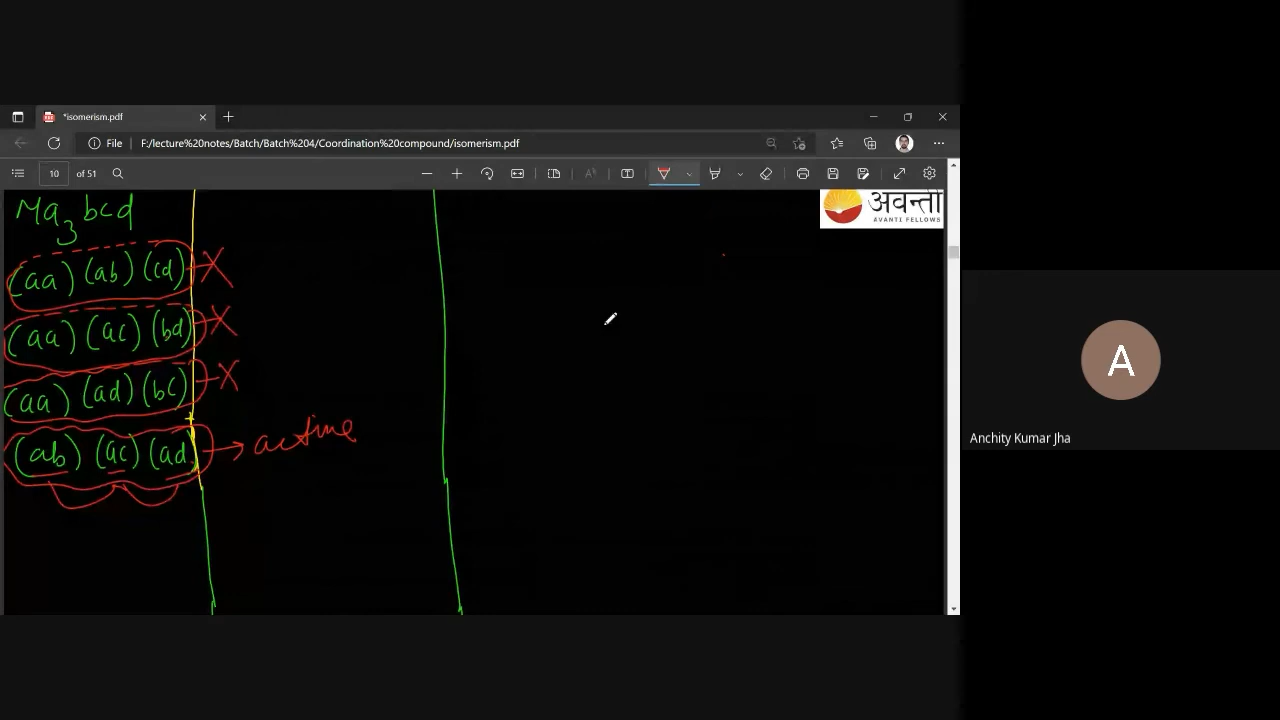 *isomerism.pdf
File
F:/lecture%20notes/Batch/Batch%204/Coordination%20compound/isomerism.pdf
10 of 51
अवन्ती
AVANTI FELLOWS
Ma₃bcd
(aa) (ab) (cd) X
(aa) (ac) (bd) X
(aa) (ad) (bc) X
(ab) (ac) (ad) → active
A
Anchity Kumar Jha